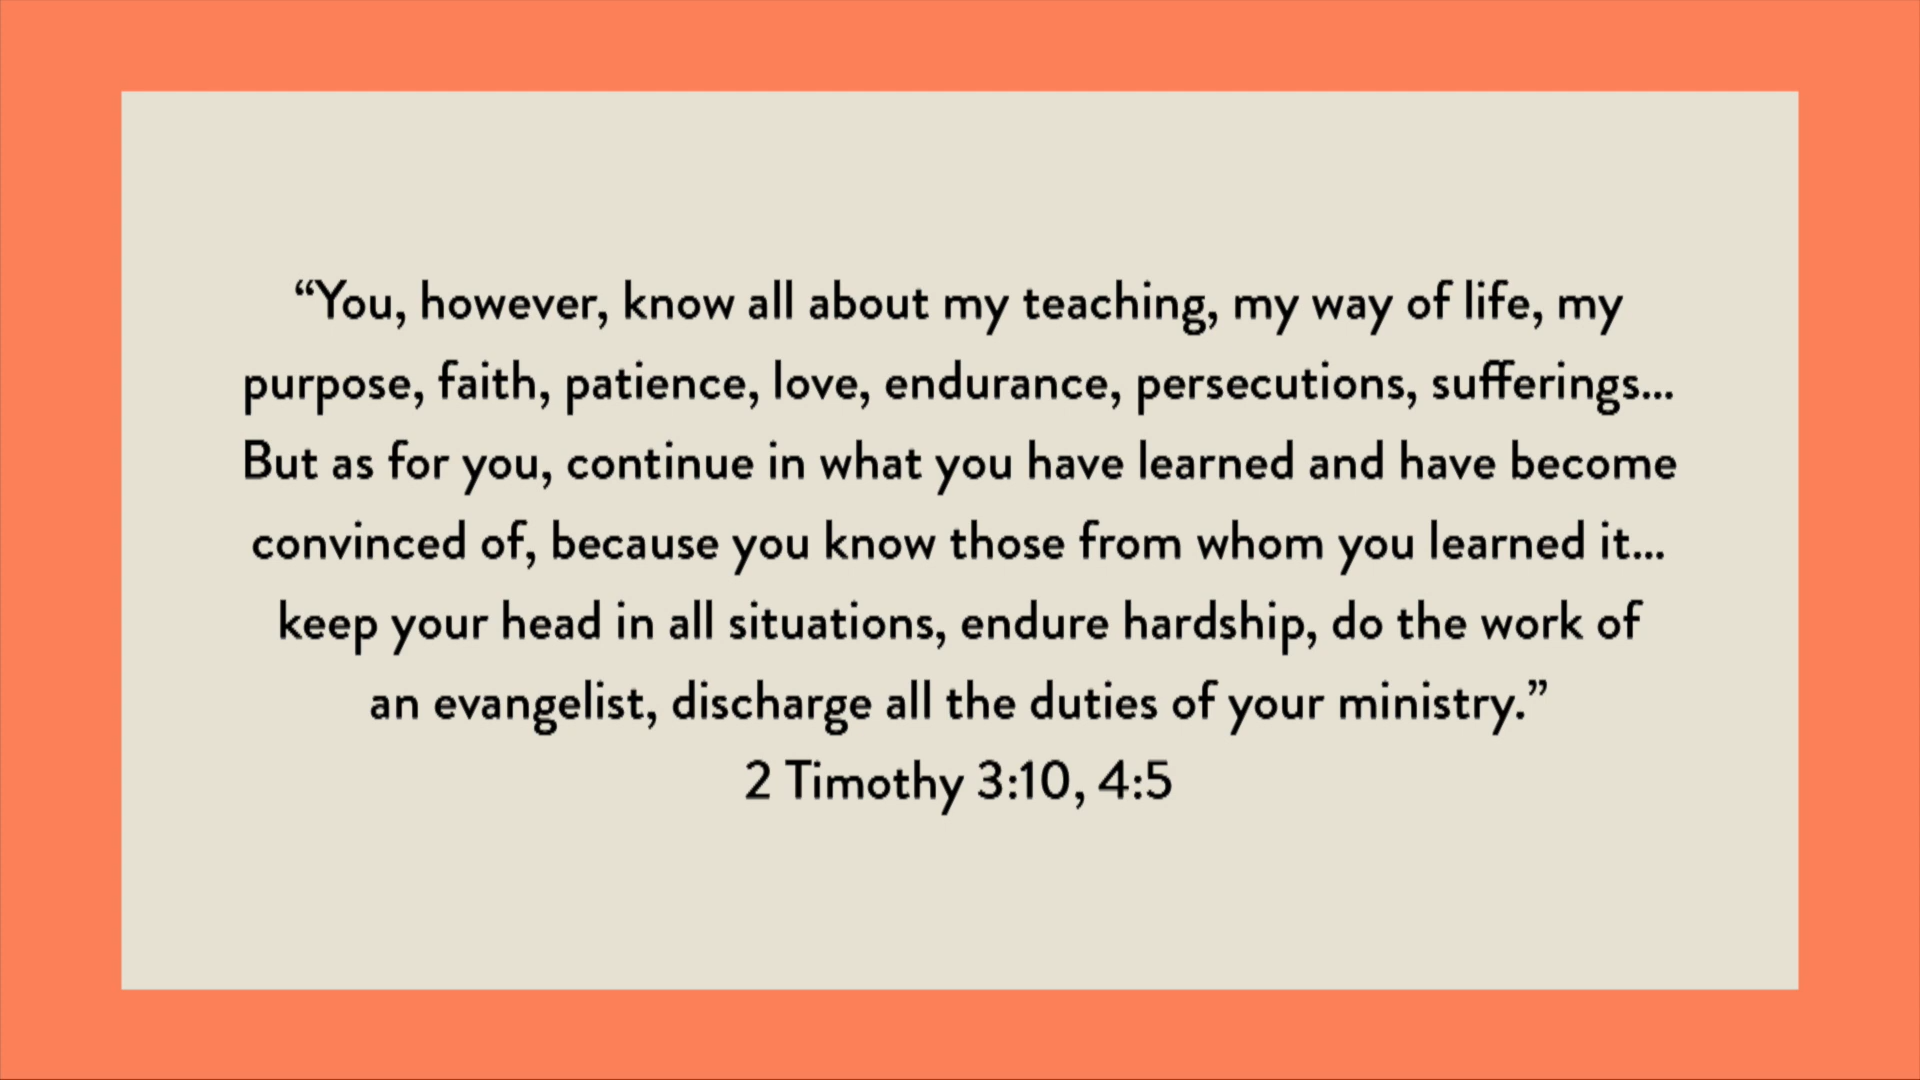 “You, however, know all about my teaching, my way of life, my
purpose, faith, patience, love, endurance, persecutions, sufferings...
But as for you, continue in what you have learned and have become
convinced of, because you know those from whom you learned it...
keep your head in all situations, endure hardship, do the work of
an evangelist, discharge all the duties of your ministry.”
2 Timothy 3:10, 4:5